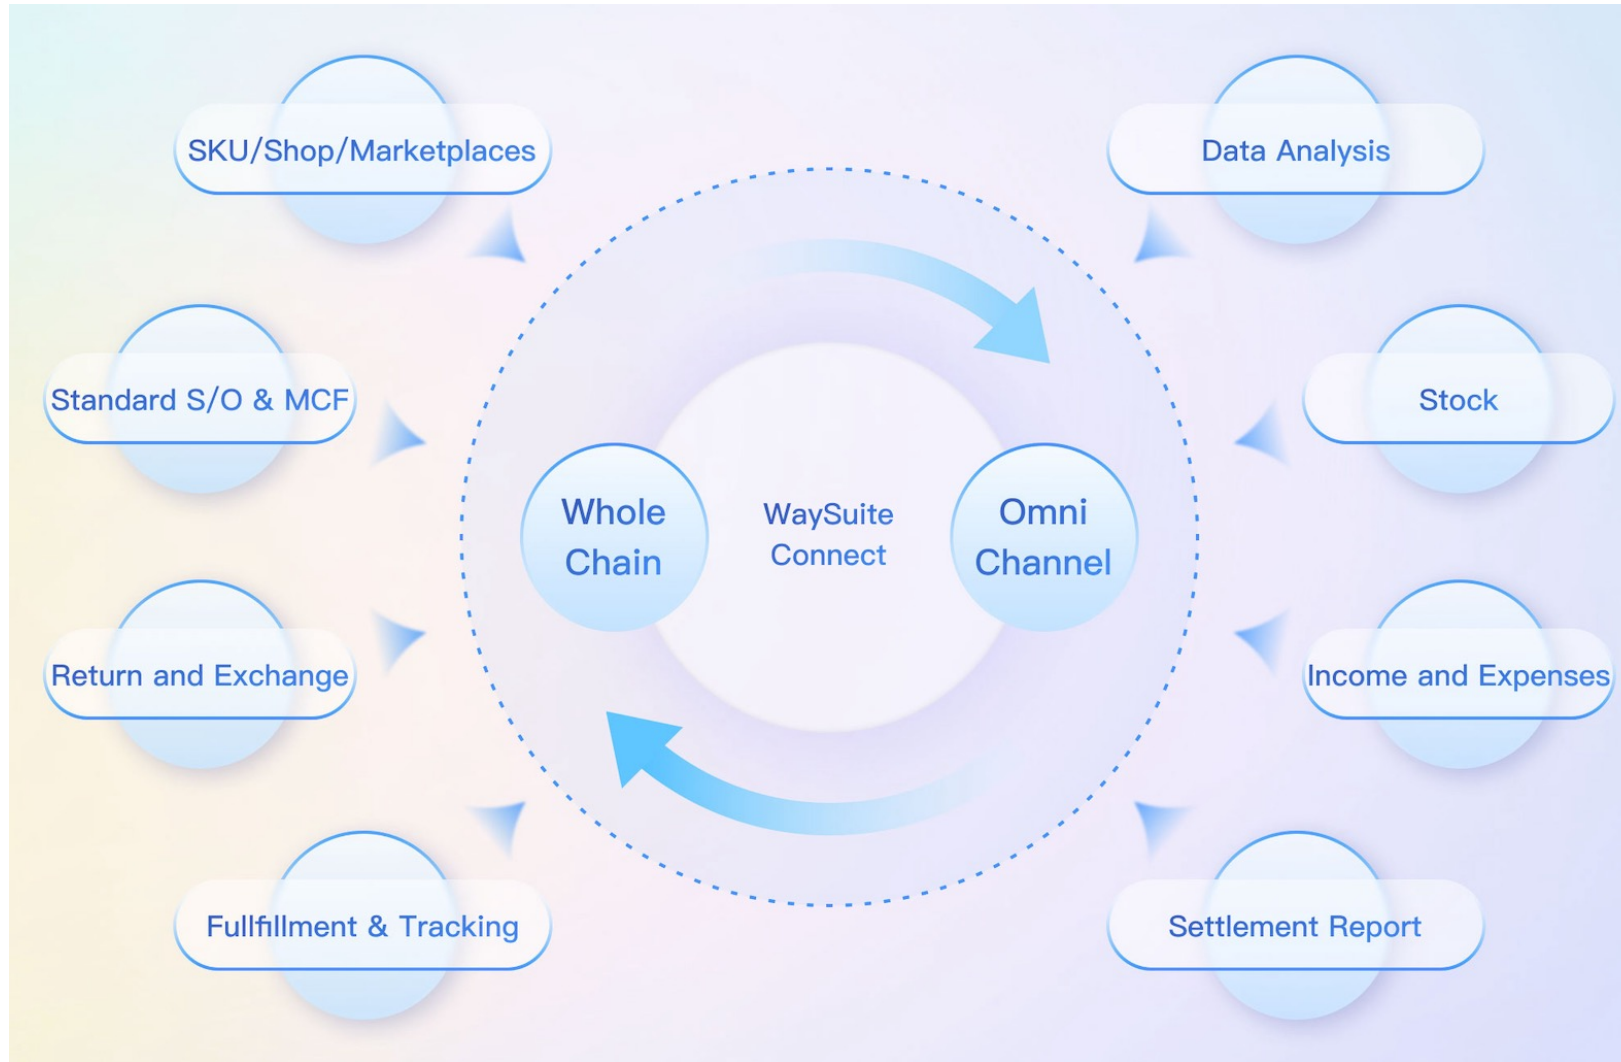 SKU/Shop/Marketplaces
Data Analysis
Standard S/O & MCF
Stock
Whole
Chain
WaySuite
Connect
Omni
Channel
Return and Exchange
Income and Expenses
Fullfillment & Tracking
Settlement Report